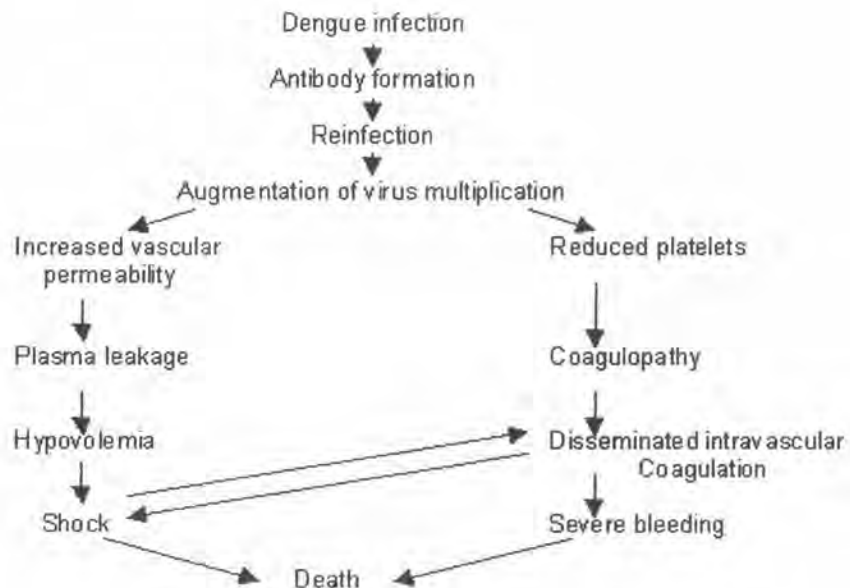 Dengue infection
Antibody formation
Reinfection
Augmentation of virus multiplication
Increased vascular
permeability
Reduced platelets
Plasma leakage
Coagulopathy
Hypovolemia
Disseminated intravascular
Coagulation
Shock
Severe bleeding
Death